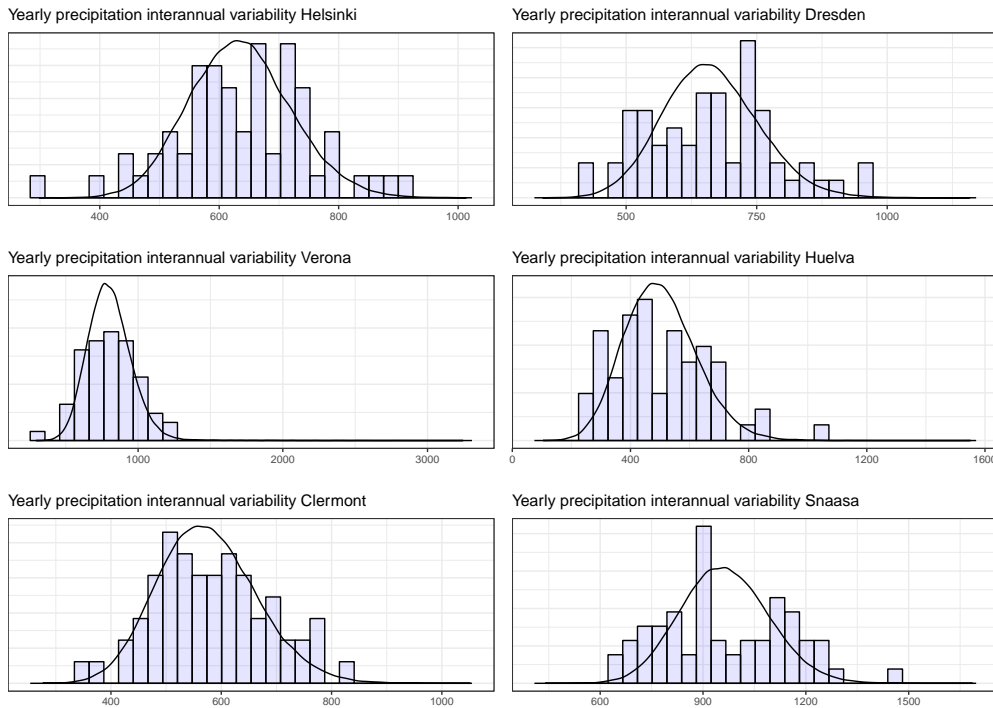 Yearly precipitation interannual variability Helsinki
400 600 800 1000
Yearly precipitation interannual variability Dresden
500 750 1000
Yearly precipitation interannual variability Verona
1000 2000 3000
Yearly precipitation interannual variability Huelva
0 400 800 1200 1600
Yearly precipitation interannual variability Clermont
400 600 800 1000
Yearly precipitation interannual variability Snaasa
600 900 1200 1500